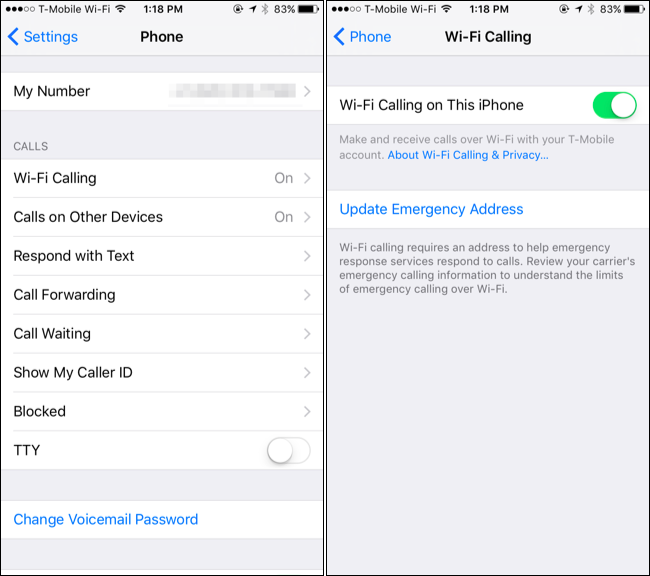 T-Mobile Wi-Fi 1:18 PM 83%
Settings Phone
My Number
CALLS
Wi-Fi Calling On
Calls on Other Devices On
Respond with Text
Call Forwarding
Call Waiting
Show My Caller ID
Blocked
TTY
Change Voicemail Password
T-Mobile Wi-Fi 1:18 PM 83%
Phone Wi-Fi Calling
Wi-Fi Calling on This iPhone
Make and receive calls over Wi-Fi with your T-Mobile
account. About Wi-Fi Calling & Privacy...
Update Emergency Address
Wi-Fi calling requires an address to help emergency
response services respond to calls. Review your carrier's
emergency calling information to understand the limits
of emergency calling over Wi-Fi.